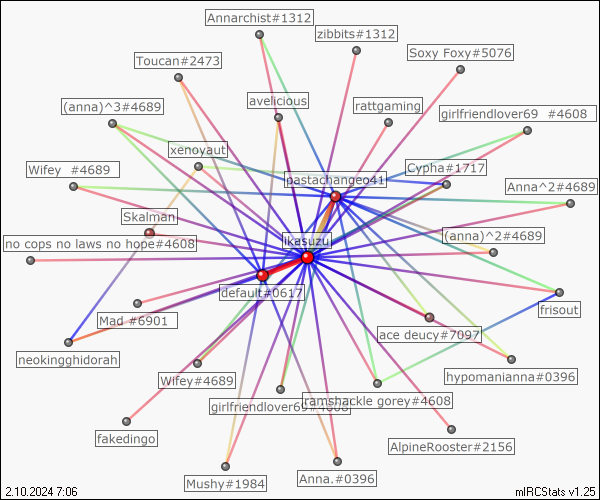 Annarchist#1312
zibbits#1312
Soxy Foxy#5076
Toucan#2473
avelicious
rattgaming
(anna)^3#4689
girlfriendlover69 #4608
xenoyaut
Cypha#1717
Wifey #4689
pastachangeo41
Anna^2#4689
Skalman
no cops no laws no hope#4608
ikasuzu
(anna)^2#4689
default#0617
Mad #6901
frisout
ace deucy#7097
neokingghidorah
Wifey#4689
hypomanianna#0396
girlfriendlover69#4608
ramshackle gorey#4608
fakedingo
AlpineRooster#2156
Mushy#1984
Anna.#0396
2.10.2024 7:06
mIRCStats v1.25